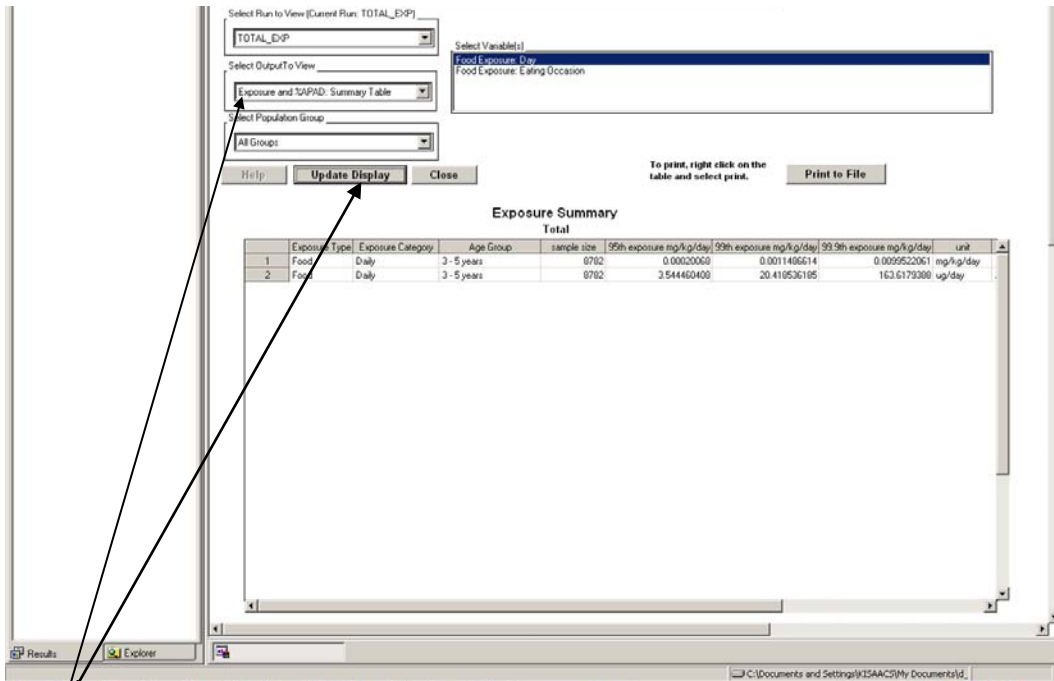 Select Run to View (Current Run: TOTAL_EXP)
TOTAL_EXP
Select Variable(s)
Food Exposure: Day
Food Exposure: Eating Occasion
Select OutputTo View
Exposure and %APAD: Summary Table
Select Population Group
All Groups
Help Update Display Close
To print, right click on the
table and select print.
Print to File
Exposure Summary
Total
Exposure Type Exposure Category Age Group sample size 95th exposure mg/kg/day 99th exposure mg/kg/day 99.9th exposure mg/kg/day unit
1 Food Daily 3 - 5 years 8782 0.00020068 0.0011486614 0.0099522061 mg/kg/day
2 Food Daily 3 - 5 years 8782 3.544460408 20.418536185 163.6179388 ug/day
Results Explorer
C:\Documents and Settings\KISAACS\My Documents\d_